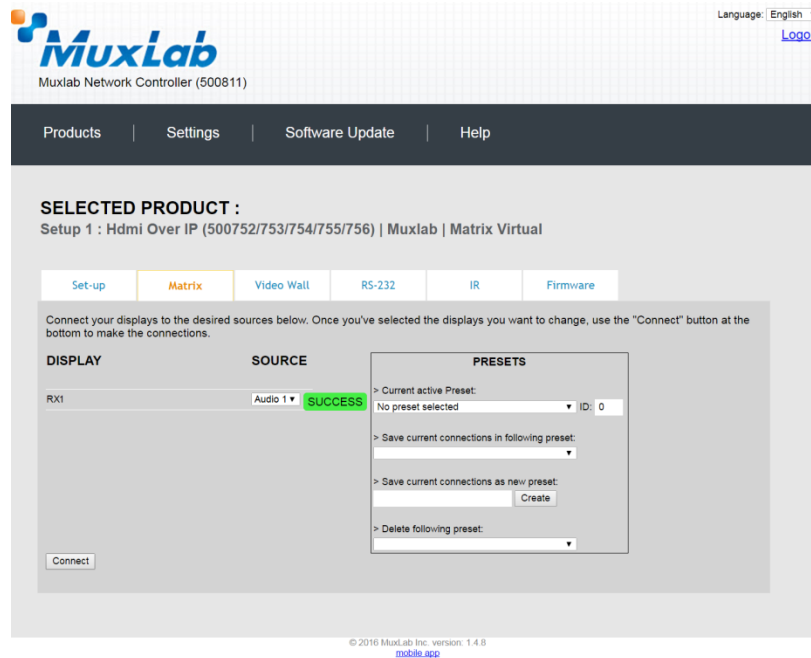 Language: English
Logo
MuxLab
Muxlab Network Controller (500811)
Products | Settings | Software Update | Help
SELECTED PRODUCT :
Setup 1 : Hdmi Over IP (500752/753/754/755/756) | Muxlab | Matrix Virtual
Set-up Matrix Video Wall RS-232 IR Firmware
Connect your displays to the desired sources below. Once you've selected the displays you want to change, use the "Connect" button at the
bottom to make the connections.
DISPLAY SOURCE PRESETS
> Current active Preset:
RX1 Audio 1 SUCCESS No preset selected ID: 0
> Save current connections in following preset:
> Save current connections as new preset:
Create
> Delete following preset:
Connect
© 2016 MuxLab Inc. version: 1.4.8
mobile app